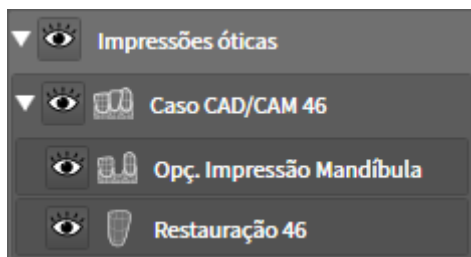 Impressões óticas
Caso CAD/CAM 46
Opç. Impressão Mandíbula
Restauração 46